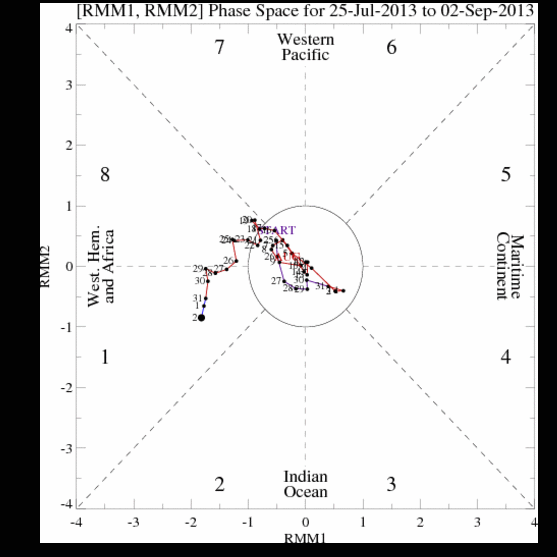 [RMM1, RMM2] Phase Space for 25-Jul-2013 to 02-Sep-2013
4
7
Western
Pacific
6
3
2
8
5
1
START
West. Hem.
and Africa
RMM2
0
Maritime
Continent
29
30
26
27
28
31
31
1
2
-1
1
4
-2
-3
2
Indian
Ocean
3
-4
-4
-3
-2
-1
0
1
2
3
4
RMM1